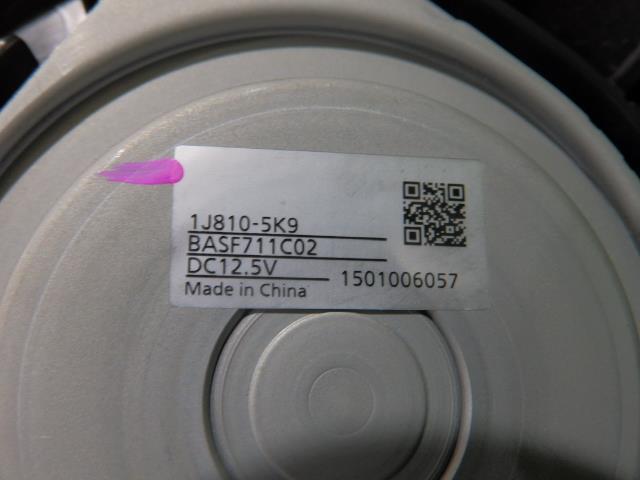 1J810-5K9
BASF711C02
DC12.5V
1501006057
Made in China